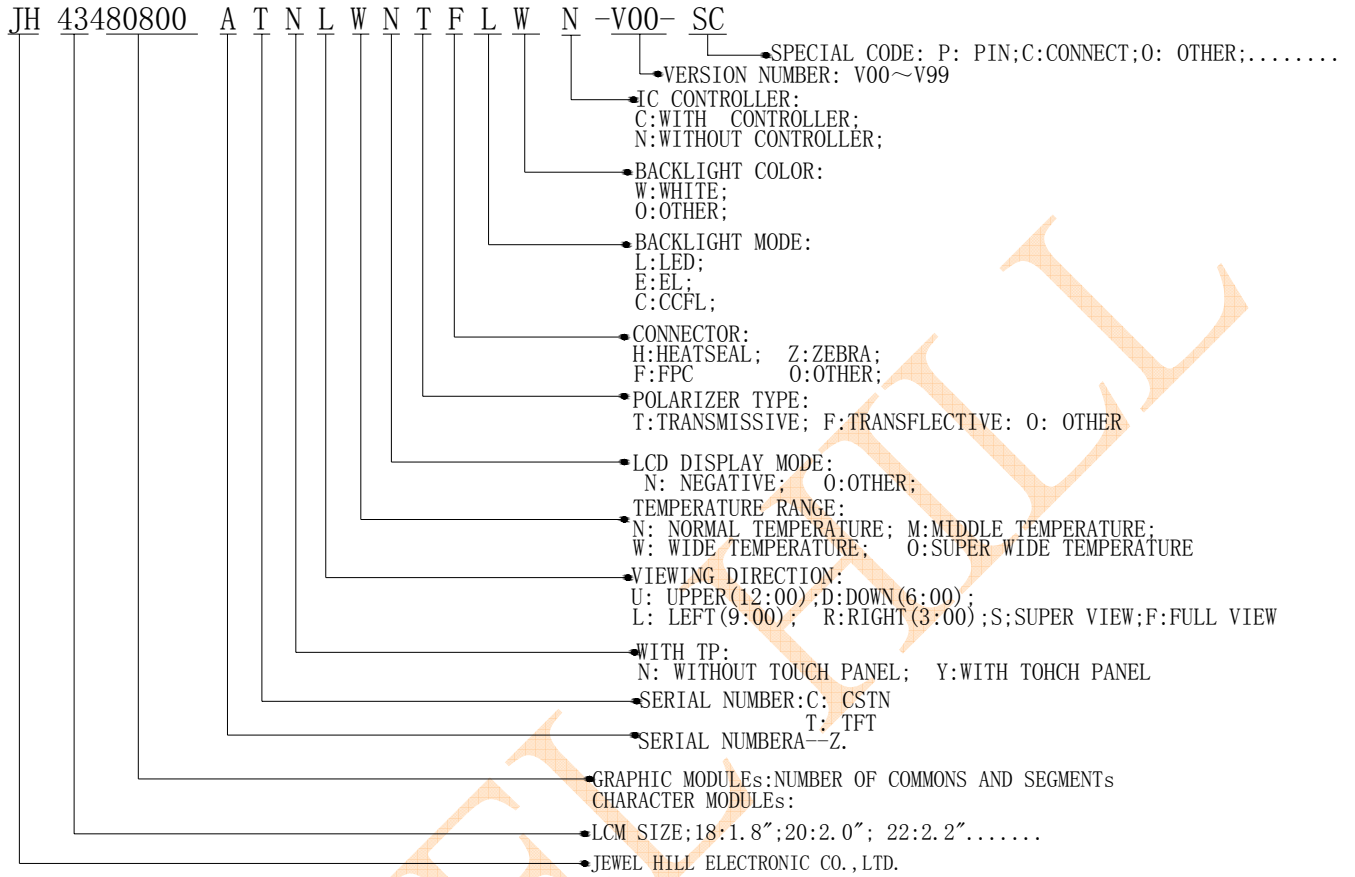 JH 43480800 A T N L W N T F L W N -V00- SC
SPECIAL CODE: P: PIN;C:CONNECT;O: OTHER;........
VERSION NUMBER: V00～V99
IC CONTROLLER:
C:WITH CONTROLLER;
N:WITHOUT CONTROLLER;
BACKLIGHT COLOR:
W:WHITE;
O:OTHER;
BACKLIGHT MODE:
L:LED;
E:EL;
C:CCFL;
CONNECTOR:
H:HEATSEAL; Z:ZEBRA;
F:FPC O:OTHER;
POLARIZER TYPE:
T:TRANSMISSIVE; F:TRANSFLECTIVE: O: OTHER
LCD DISPLAY MODE:
N: NEGATIVE; O:OTHER;
TEMPERATURE RANGE:
N: NORMAL TEMPERATURE; M:MIDDLE TEMPERATURE;
W: WIDE TEMPERATURE; O:SUPER WIDE TEMPERATURE
VIEWING DIRECTION:
U: UPPER(12:00);D:DOWN(6:00);
L: LEFT(9:00); R:RIGHT(3:00);S;SUPER VIEW;F:FULL VIEW
WITH TP:
N: WITHOUT TOUCH PANEL; Y:WITH TOHCH PANEL
SERIAL NUMBER:C: CSTN
T: TFT
SERIAL NUMBERA--Z.
GRAPHIC MODULEs:NUMBER OF COMMONS AND SEGMENTs
CHARACTER MODULEs:
LCM SIZE;18:1.8″;20:2.0″; 22:2.2″.......
JEWEL HILL ELECTRONIC CO.,LTD.
EL HILL